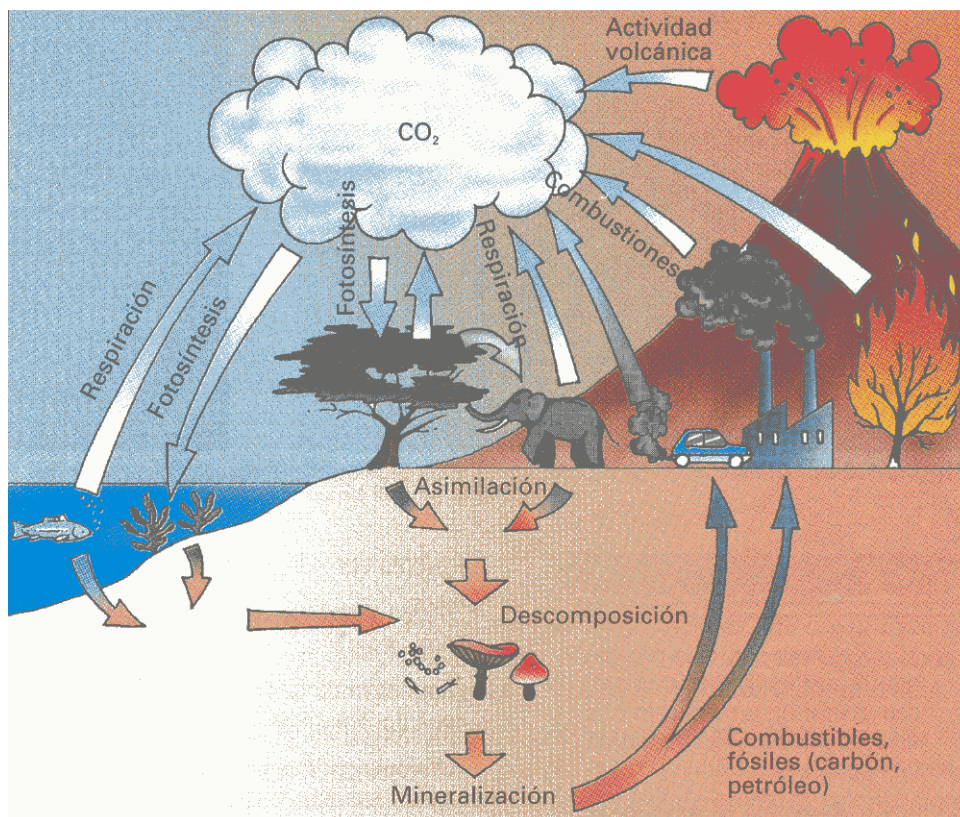 Actividad
volcánica
CO₂
Combustiones
Fotosíntesis
Respiración
Respiración
Fotosíntesis
Asimilación
Descomposición
Combustibles,
fósiles (carbón,
petróleo)
Mineralización